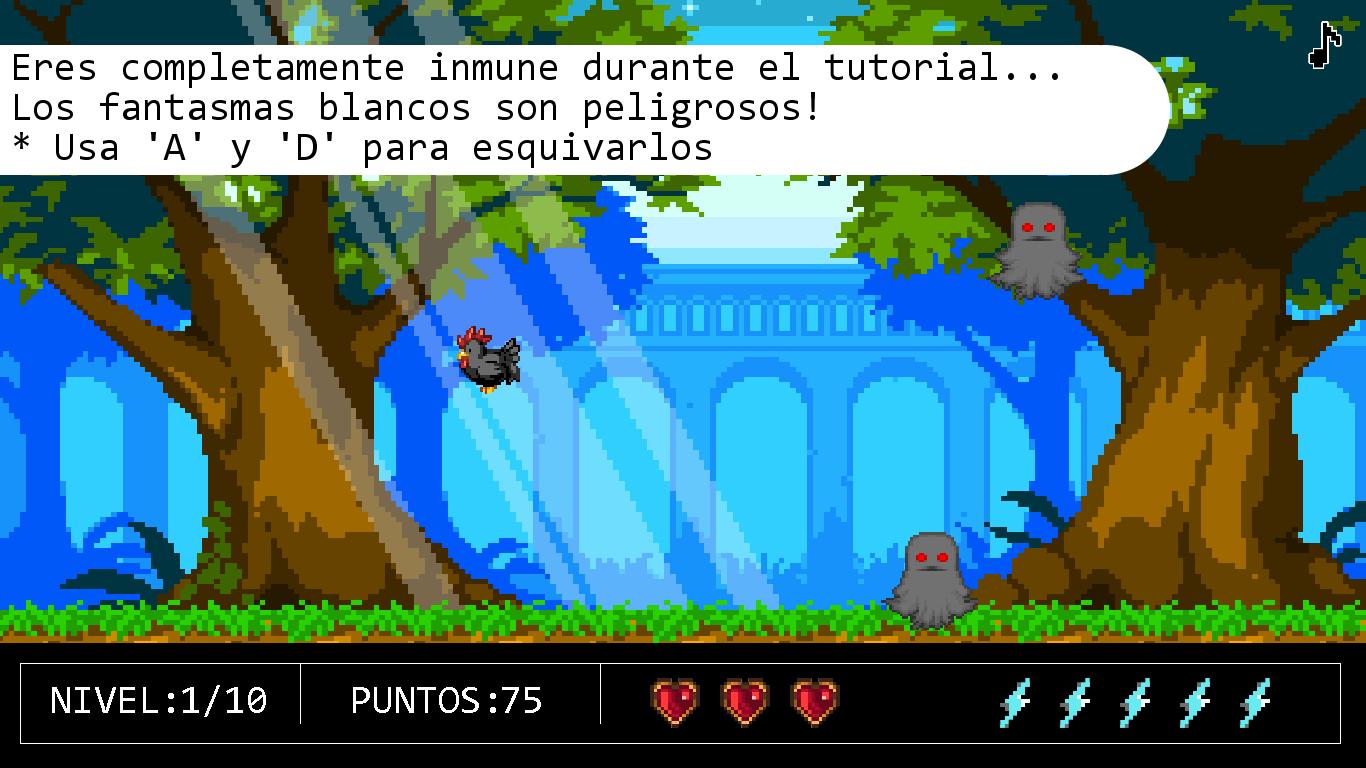 Eres completamente inmune durante el tutorial...
Los fantasmas blancos son peligrosos!
* Usa 'A' y 'D' para esquivarlos
NIVEL:1/10 PUNTOS:75